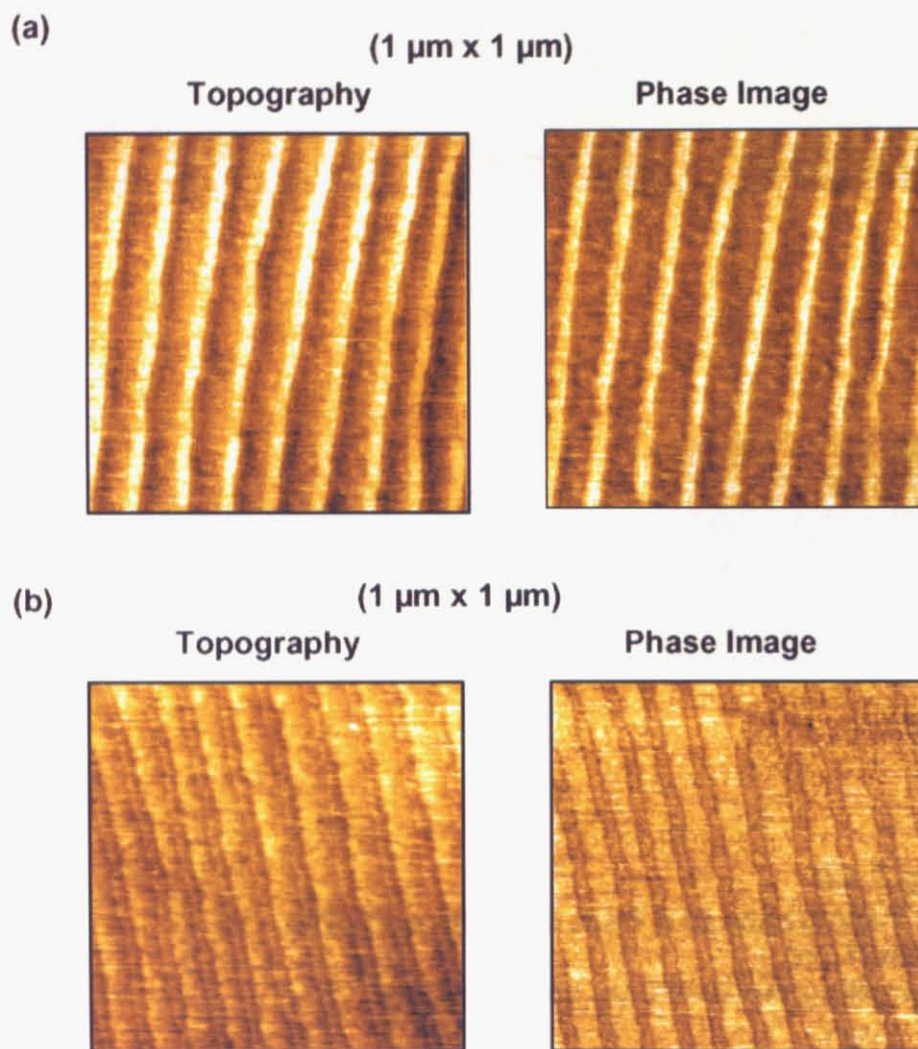 (a)
(1 µm x 1 µm)
Topography Phase Image
(b)
(1 µm x 1 µm)
Topography Phase Image